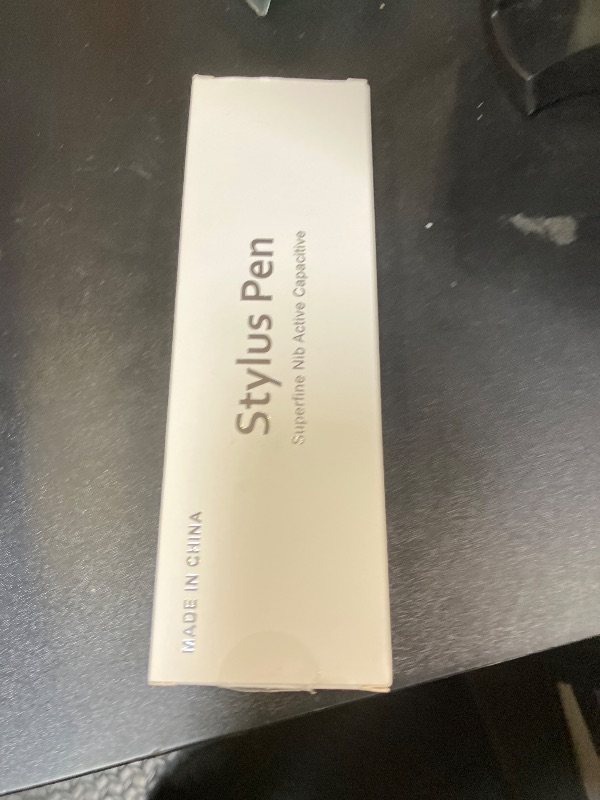 Stylus Pen
Superfine Nib Active Capacitive
MADE IN CHINA